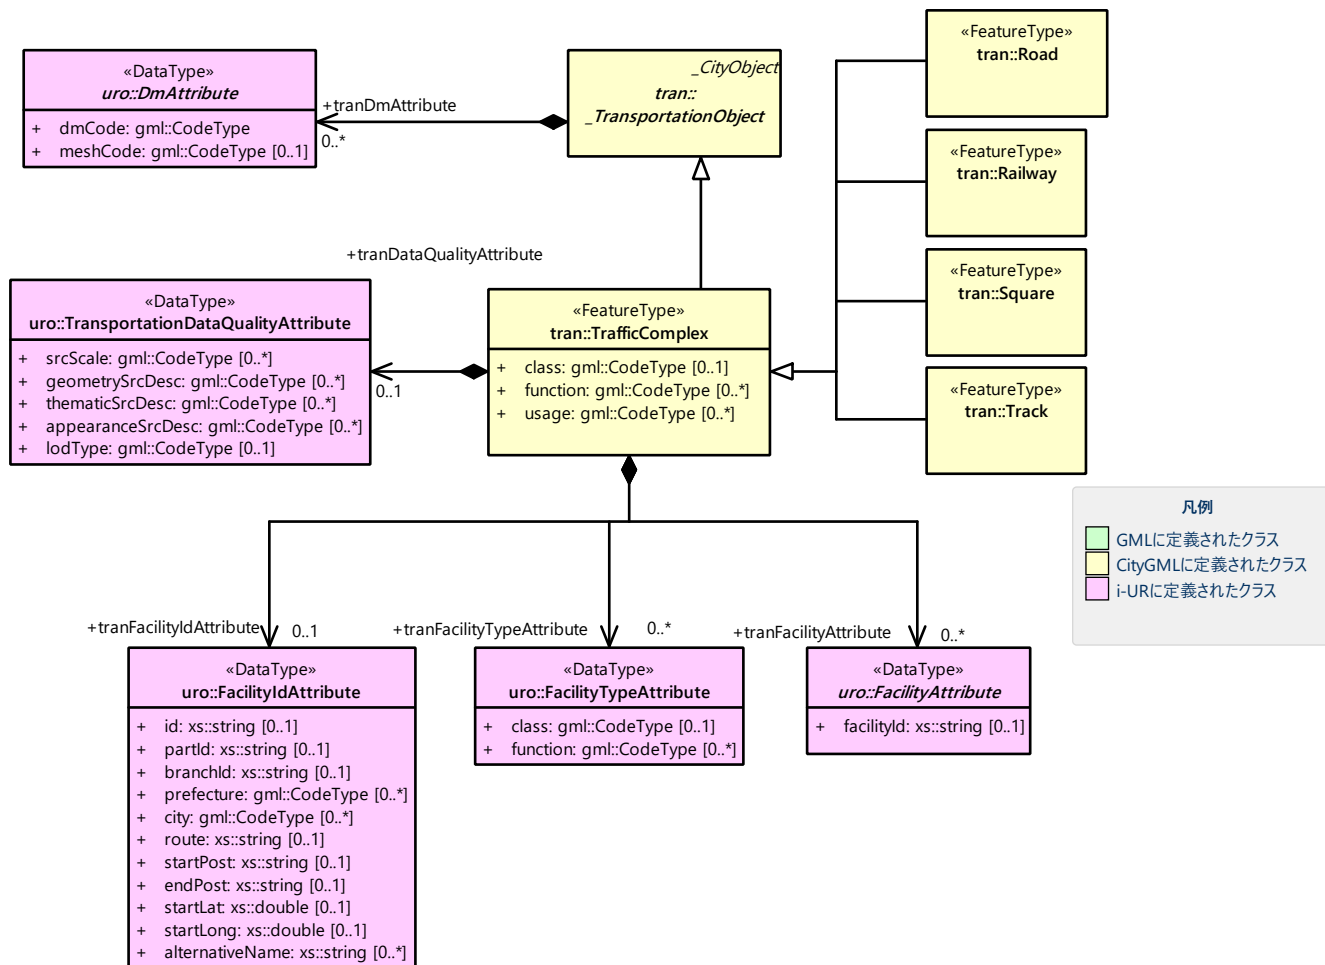 «DataType»
uro::DmAttribute
+ dmCode: gml::CodeType
+ meshCode: gml::CodeType [0..1]
+tranDmAttribute
0..*
_CityObject
tran::
_TransportationObject
«FeatureType»
tran::Road
«FeatureType»
tran::Railway
«FeatureType»
tran::Square
«FeatureType»
tran::Track
+tranDataQualityAttribute
0..1
«DataType»
uro::TransportationDataQualityAttribute
+ srcScale: gml::CodeType [0..*]
+ geometrySrcDesc: gml::CodeType [0..*]
+ thematicSrcDesc: gml::CodeType [0..*]
+ appearanceSrcDesc: gml::CodeType [0..*]
+ lodType: gml::CodeType [0..1]
«FeatureType»
tran::TrafficComplex
+ class: gml::CodeType [0..1]
+ function: gml::CodeType [0..*]
+ usage: gml::CodeType [0..*]
凡例
GMLに定義されたクラス
CityGMLに定義されたクラス
i-URに定義されたクラス
+tranFacilityIdAttribute
0..1
+tranFacilityTypeAttribute
0..*
+tranFacilityAttribute
0..*
«DataType»
uro::FacilityIdAttribute
+ id: xs::string [0..1]
+ partId: xs::string [0..1]
+ branchId: xs::string [0..1]
+ prefecture: gml::CodeType [0..*]
+ city: gml::CodeType [0..*]
+ route: xs::string [0..1]
+ startPost: xs::string [0..1]
+ endPost: xs::string [0..1]
+ startLat: xs::double [0..1]
+ startLong: xs::double [0..1]
+ alternativeName: xs::string [0..*]
«DataType»
uro::FacilityTypeAttribute
+ class: gml::CodeType [0..1]
+ function: gml::CodeType [0..*]
«DataType»
uro::FacilityAttribute
+ facilityId: xs::string [0..1]